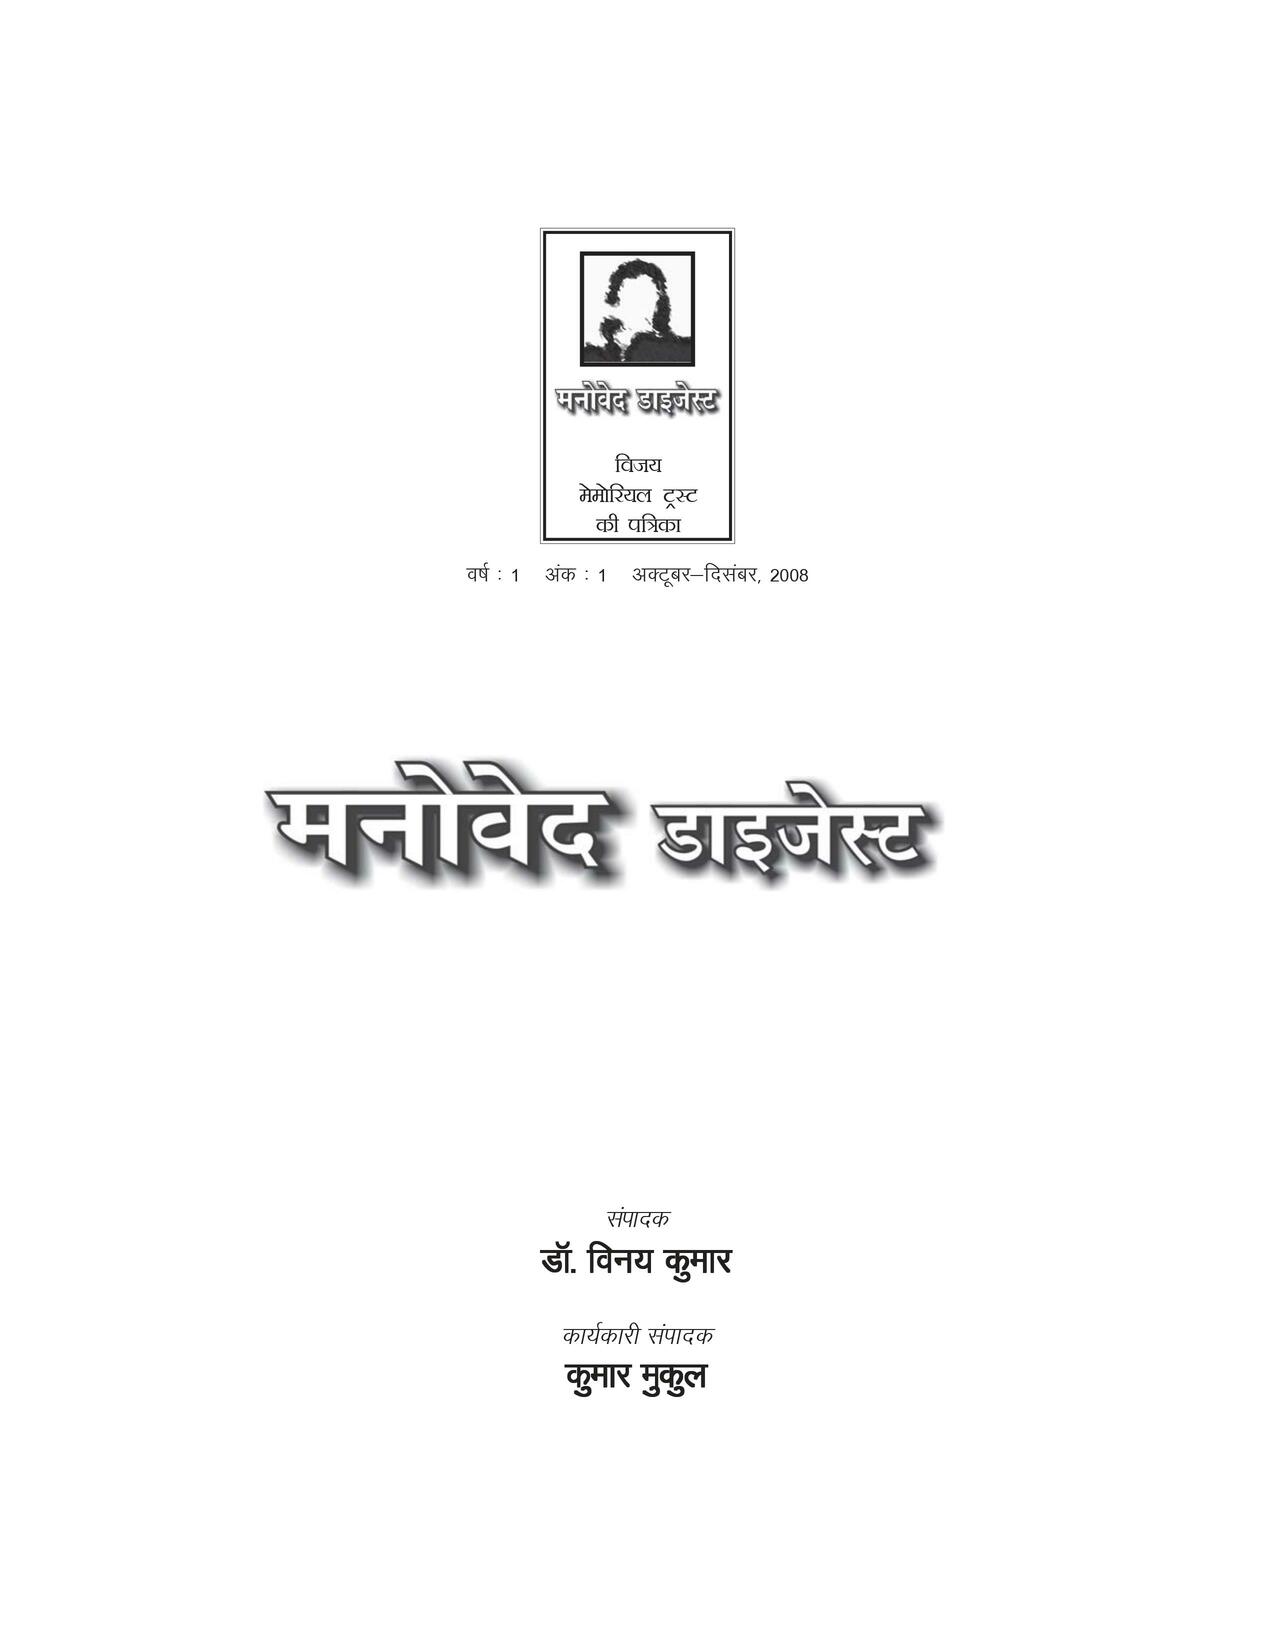 मनोवेद डाइजेस्ट
विजय
मेमोरियल ट्रस्ट
की पत्रिका
वर्ष : 1 अंक : 1 अक्टूबर–दिसंबर, 2008
मनोवेद डाइजेस्ट
संपादक
डॉ. विनय कुमार
कार्यकारी संपादक
कुमार मुकुल